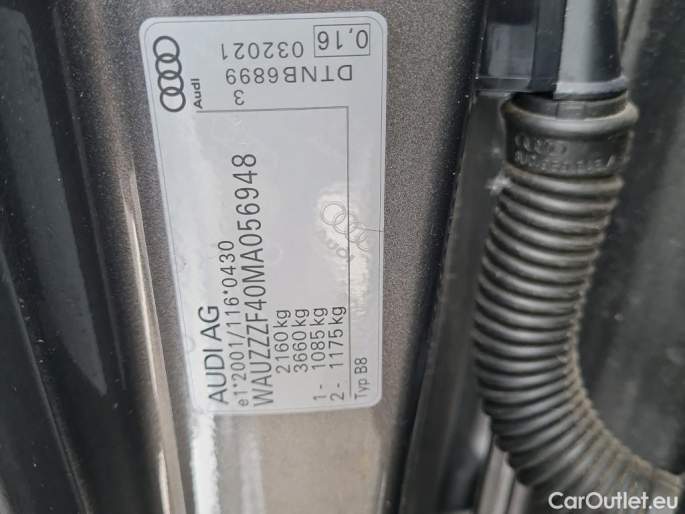 AUDI AG
e1*2001/116*0430
WAUZZZF40MA056948
2160kg
3660kg
1- 1085kg
2- 1175kg
Typ B8
Audi
3
DTNB6899
032021
0,16
CarOutlet.eu